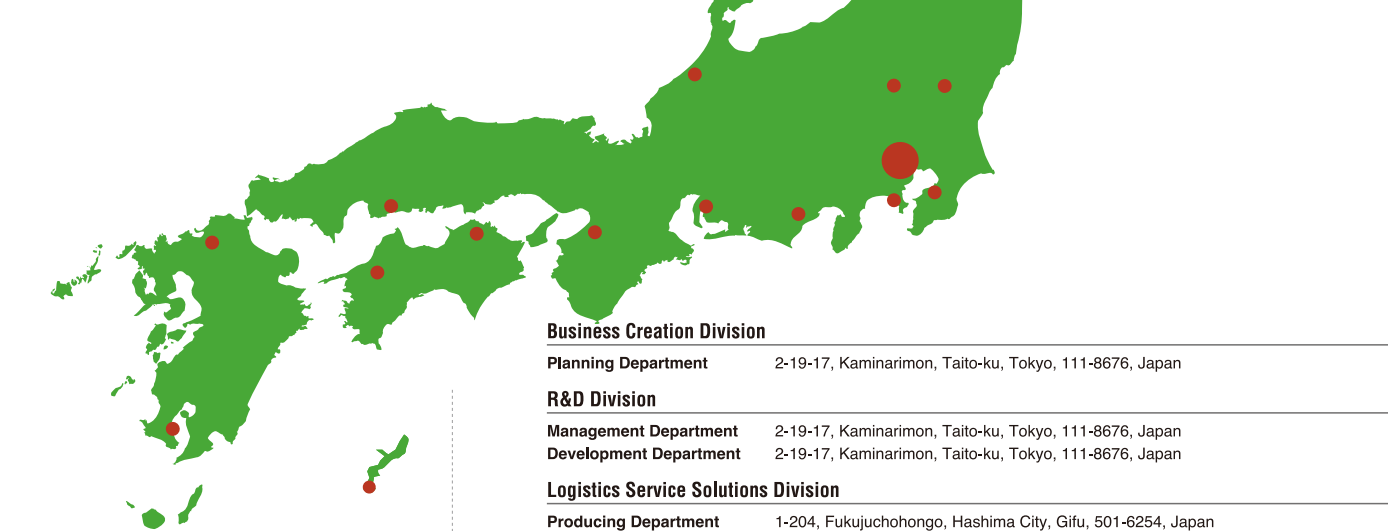 Business Creation Division
Planning Department 2-19-17, Kaminarimon, Taito-ku, Tokyo, 111-8676, Japan
R&D Division
Management Department 2-19-17, Kaminarimon, Taito-ku, Tokyo, 111-8676, Japan
Development Department 2-19-17, Kaminarimon, Taito-ku, Tokyo, 111-8676, Japan
Logistics Service Solutions Division
Producing Department 1-204, Fukujuchohongo, Hashima City, Gifu, 501-6254, Japan